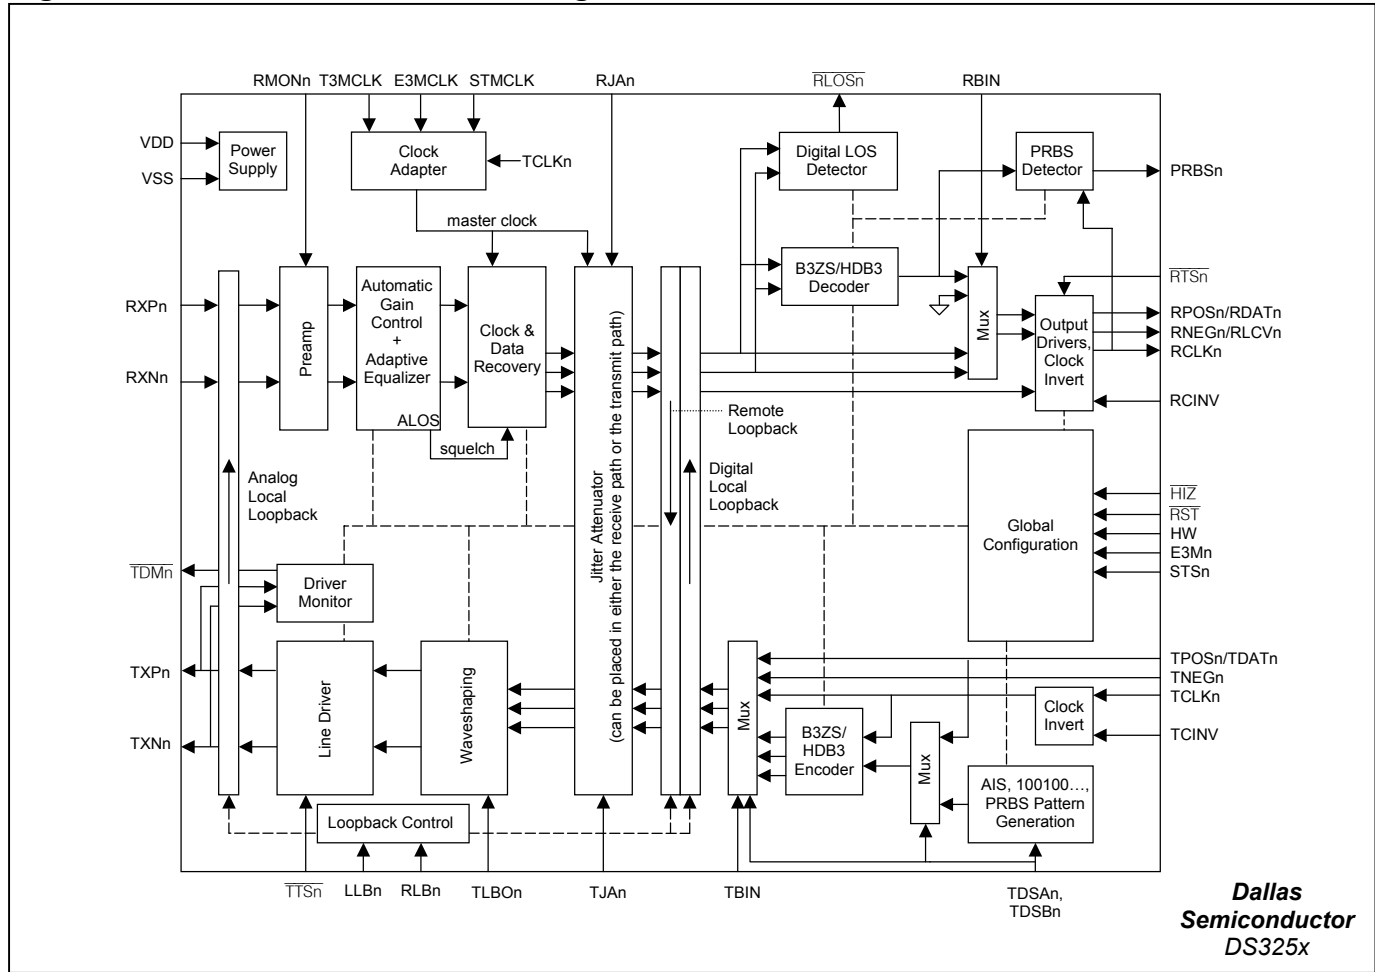 RMONn T3MCLK E3MCLK STMCLK RJAn RLOSn RBIN
VDD
VSS
Power
Supply
Clock
Adapter
TCLKn
Digital LOS
Detector
PRBS
Detector
PRBSn
master clock
RXPn
RXNn
Preamp
Automatic
Gain
Control
+
Adaptive
Equalizer
ALOS
squelch
Clock &
Data
Recovery
Jitter Attenuator
(can be placed in either the receive path or the transmit path)
B3ZS/HDB3
Decoder
Mux
Output
Drivers,
Clock
Invert
RTSn
RPOSn/RDATn
RNEGn/RLCVn
RCLKn
RCINV
Remote
Loopback
Analog
Local
Loopback
Digital
Local
Loopback
Global
Configuration
HIZ
RST
HW
E3Mn
STSn
TDMn
Driver
Monitor
TXPn
TXNn
Line Driver
Waveshaping
Mux
B3ZS/
HDB3
Encoder
Mux
Clock
Invert
TPOSn/TDATn
TNEGn
TCLKn
TCINV
AIS, 100100…,
PRBS Pattern
Generation
Loopback Control
TTSn LLBn RLBn TLBOn TJAn TBIN TDSAn,
TDSBn
Dallas
Semiconductor
DS325x